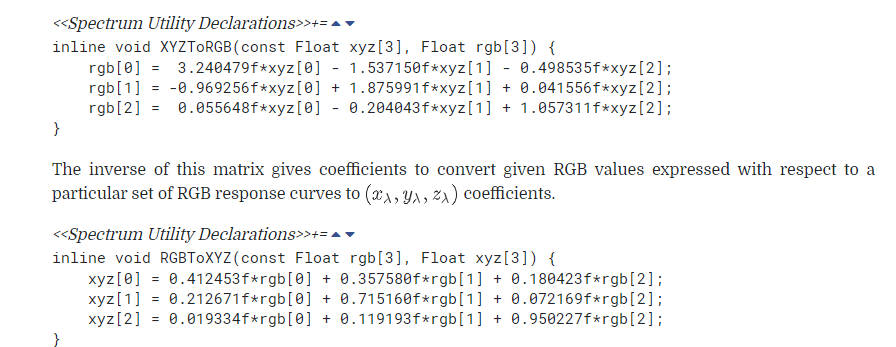 <<Spectrum Utility Declarations>>+= ▲ ▼
inline void XYZToRGB(const Float xyz[3], Float rgb[3]) {
    rgb[0] =  3.240479f*xyz[0] - 1.537150f*xyz[1] - 0.498535f*xyz[2];
    rgb[1] = -0.969256f*xyz[0] + 1.875991f*xyz[1] + 0.041556f*xyz[2];
    rgb[2] =  0.055648f*xyz[0] - 0.204043f*xyz[1] + 1.057311f*xyz[2];
}
The inverse of this matrix gives coefficients to convert given RGB values expressed with respect to a
particular set of RGB response curves to (xλ, yλ, zλ) coefficients.
<<Spectrum Utility Declarations>>+= ▲ ▼
inline void RGBToXYZ(const Float rgb[3], Float xyz[3]) {
    xyz[0] = 0.412453f*rgb[0] + 0.357580f*rgb[1] + 0.180423f*rgb[2];
    xyz[1] = 0.212671f*rgb[0] + 0.715160f*rgb[1] + 0.072169f*rgb[2];
    xyz[2] = 0.019334f*rgb[0] + 0.119193f*rgb[1] + 0.950227f*rgb[2];
}